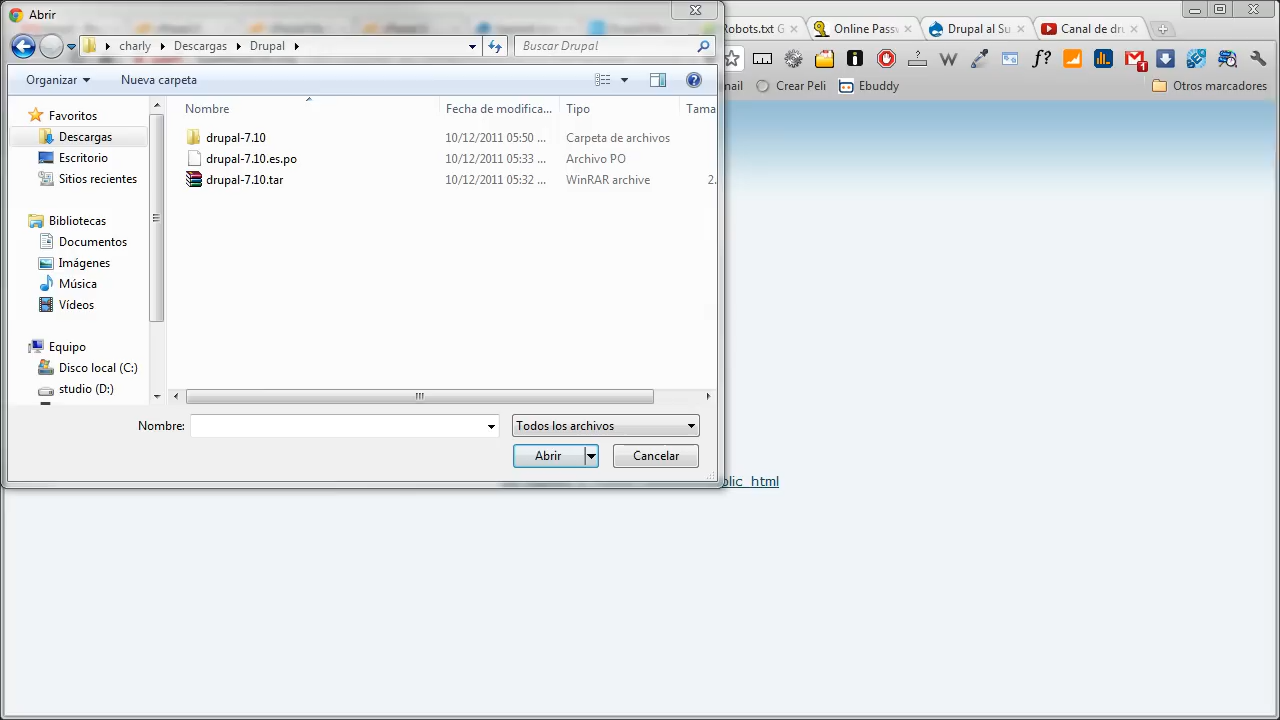 Abrir
charly Descargas Drupal
Buscar Drupal
Robots.txt G
Online Passw
Drupal al Su
Canal de dru
Organizar
Nueva carpeta
mail
Crear Peli
Ebuddy
Otros marcadores
Favoritos
Descargas
Escritorio
Sitios recientes
Bibliotecas
Documentos
Imágenes
Música
Vídeos
Equipo
Disco local (C:)
studio (D:)
Nombre Fecha de modifica... Tipo Tama
drupal-7.10 10/12/2011 05:50 ... Carpeta de archivos
drupal-7.10.es.po 10/12/2011 05:33 ... Archivo PO
drupal-7.10.tar 10/12/2011 05:32 ... WinRAR archive 2.
Nombre:
Todos los archivos
Abrir
Cancelar
blic_html